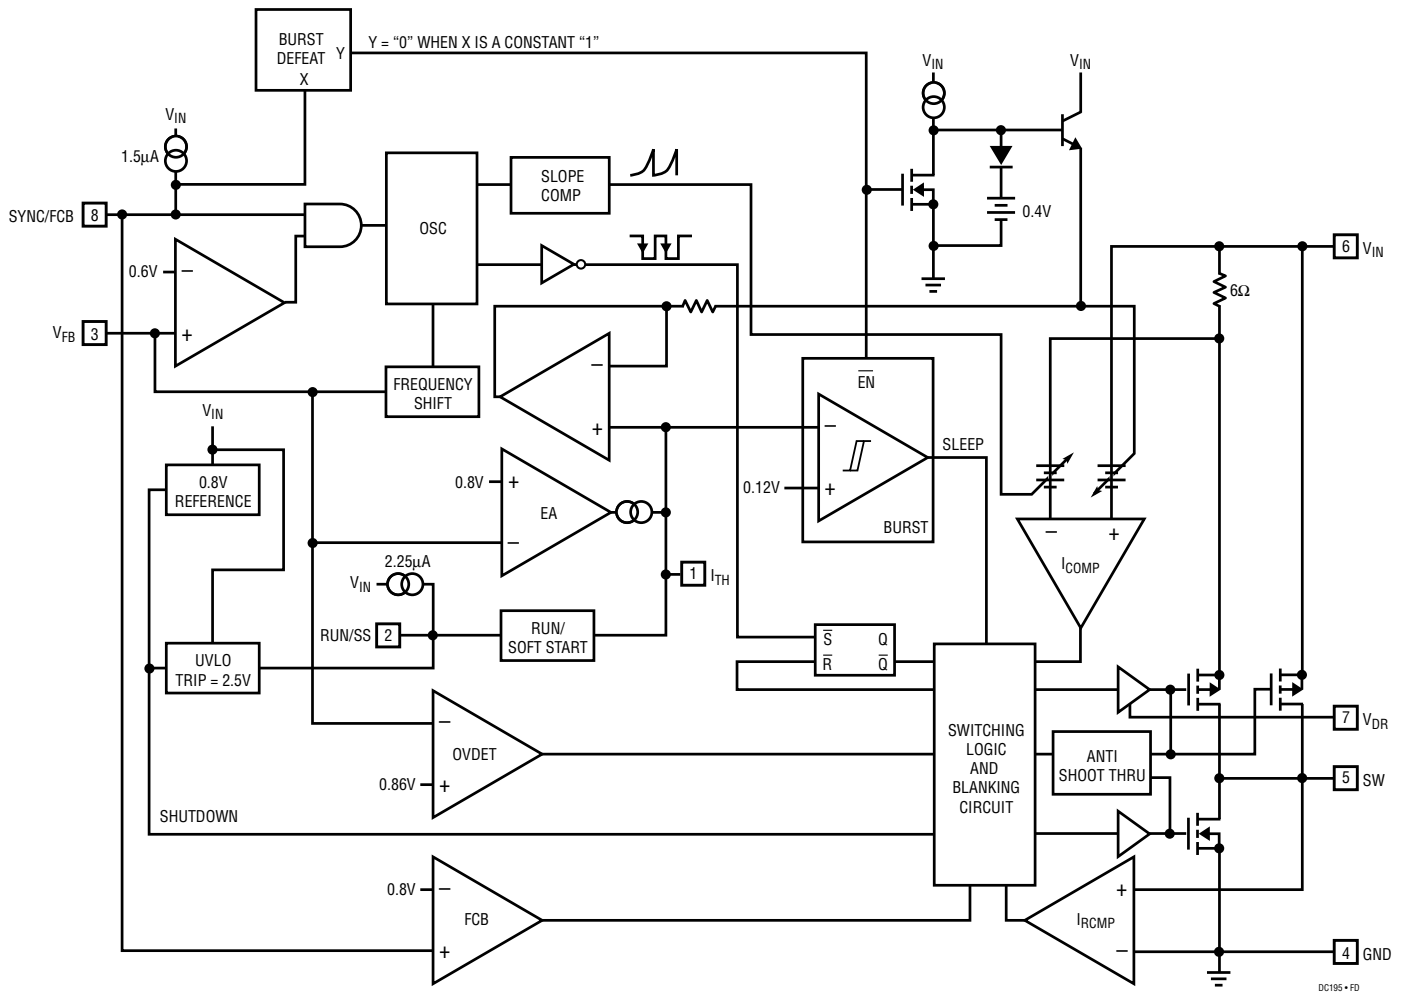 BURST
DEFEAT
Y
X
Y = “0” WHEN X IS A CONSTANT “1”
VIN
1.5µA
SYNC/FCB 8
0.6V
−
+
VFB 3
OSC
SLOPE
COMP
FREQUENCY
SHIFT
VIN
VIN
0.4V
6 VIN
6Ω
−
+
EN
−
+
0.12V
BURST
SLEEP
VIN
0.8V
REFERENCE
0.8V
+
−
EA
2.25µA
VIN
1 ITH
RUN/SS 2
RUN/
SOFT START
UVLO
TRIP = 2.5V
−
+
ICOMP
S Q
R Q
SWITCHING
LOGIC
AND
BLANKING
CIRCUIT
ANTI
SHOOT THRU
7 VDR
5 SW
−
+
OVDET
0.86V
SHUTDOWN
0.8V
−
+
FCB
+
−
IRCMP
4 GND
DC195 • FD